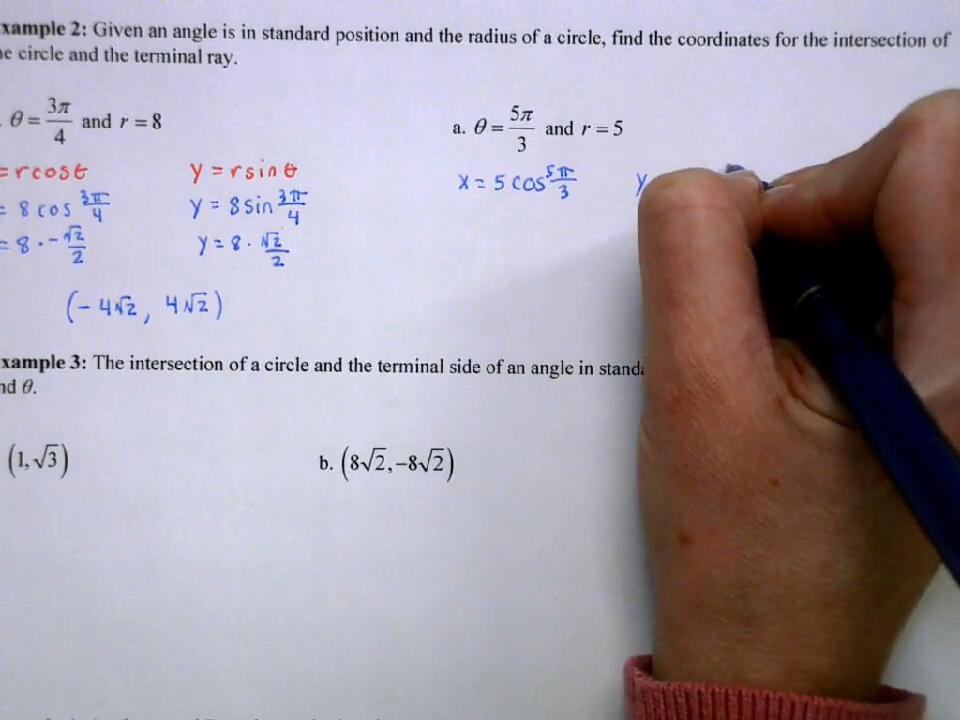 xample 2: Given an angle is in standard position and the radius of a circle, find the coordinates for the intersection of
e circle and the terminal ray.
θ = 3π/4 and r = 8
a. θ = 5π/3 and r = 5
= r cos θ
y = r sin θ
x = 5 cos 5π/3
y
= 8 cos 3π/4
y = 8 sin 3π/4
= 8 · -√2/2
y = 8 · √2/2
(-4√2, 4√2)
xample 3: The intersection of a circle and the terminal side of an angle in standa
nd θ.
(1, √3)
b. (8√2, -8√2)